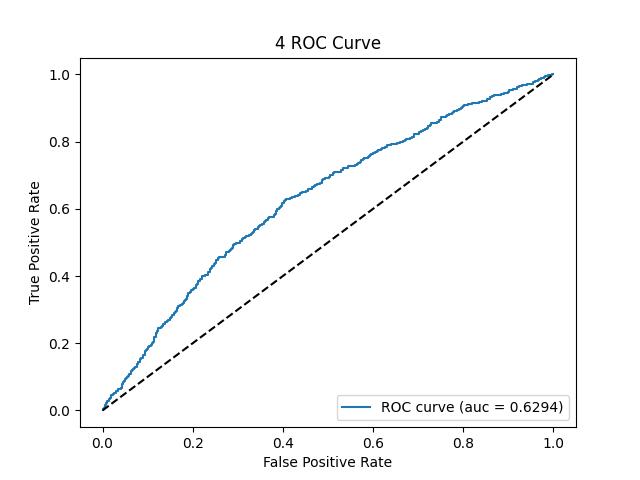 4 ROC Curve
True Positive Rate
1.0
0.8
0.6
0.4
0.2
0.0
ROC curve (auc = 0.6294)
0.0 0.2 0.4 0.6 0.8 1.0
False Positive Rate